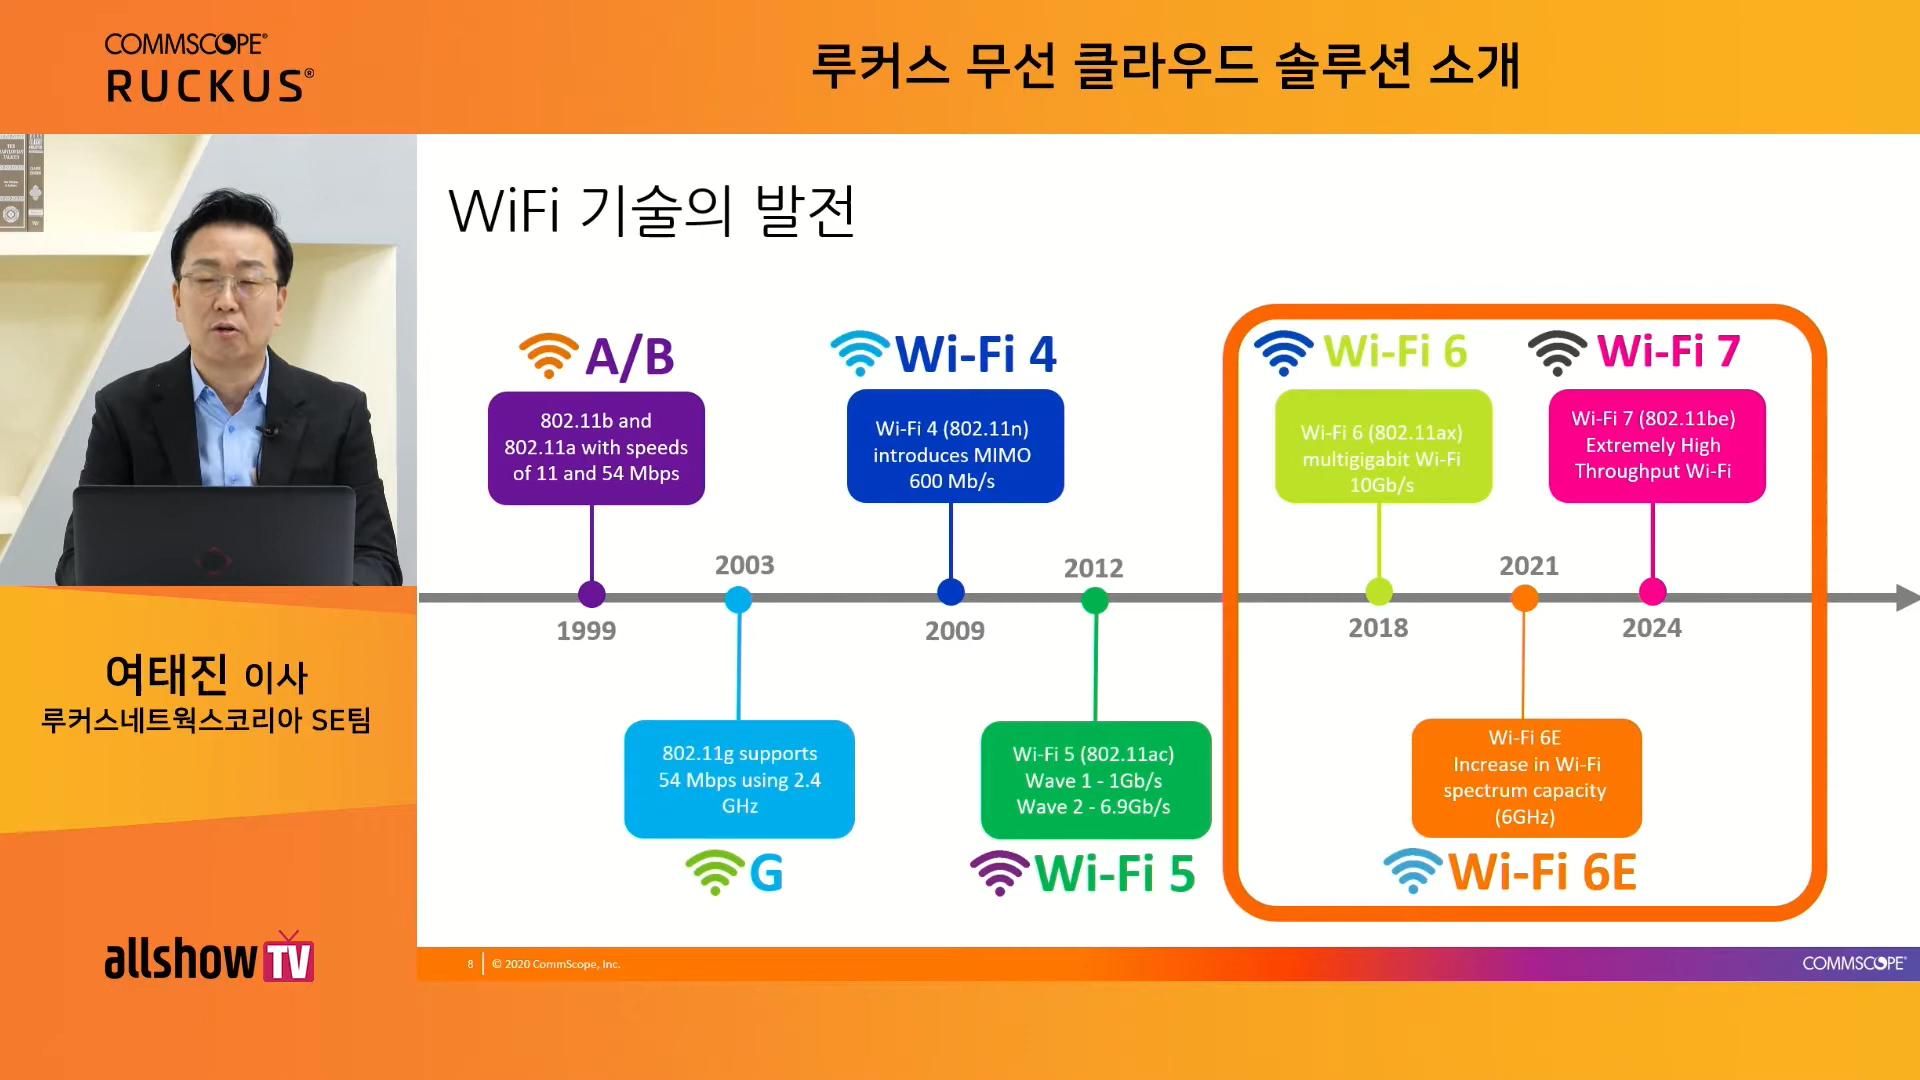 COMMSCOPE®
RUCKUS®
루커스 무선 클라우드 솔루션 소개
WiFi 기술의 발전
A/B
802.11b and
802.11a with speeds
of 11 and 54 Mbps
1999
2003
802.11g supports
54 Mbps using 2.4
GHz
G
Wi-Fi 4
Wi-Fi 4 (802.11n)
introduces MIMO
600 Mb/s
2009
2012
Wi-Fi 5 (802.11ac)
Wave 1 - 1Gb/s
Wave 2 - 6.9Gb/s
Wi-Fi 5
Wi-Fi 6
Wi-Fi 6 (802.11ax)
multigigabit Wi-Fi
10Gb/s
2018
2021
Wi-Fi 6E
Increase in Wi-Fi
spectrum capacity
(6GHz)
Wi-Fi 6E
Wi-Fi 7
Wi-Fi 7 (802.11be)
Extremely High
Throughput Wi-Fi
2024
여태진 이사
루커스네트웍스코리아 SE팀
allshowTV
8
© 2020 CommScope, Inc.
COMMSCOPE®